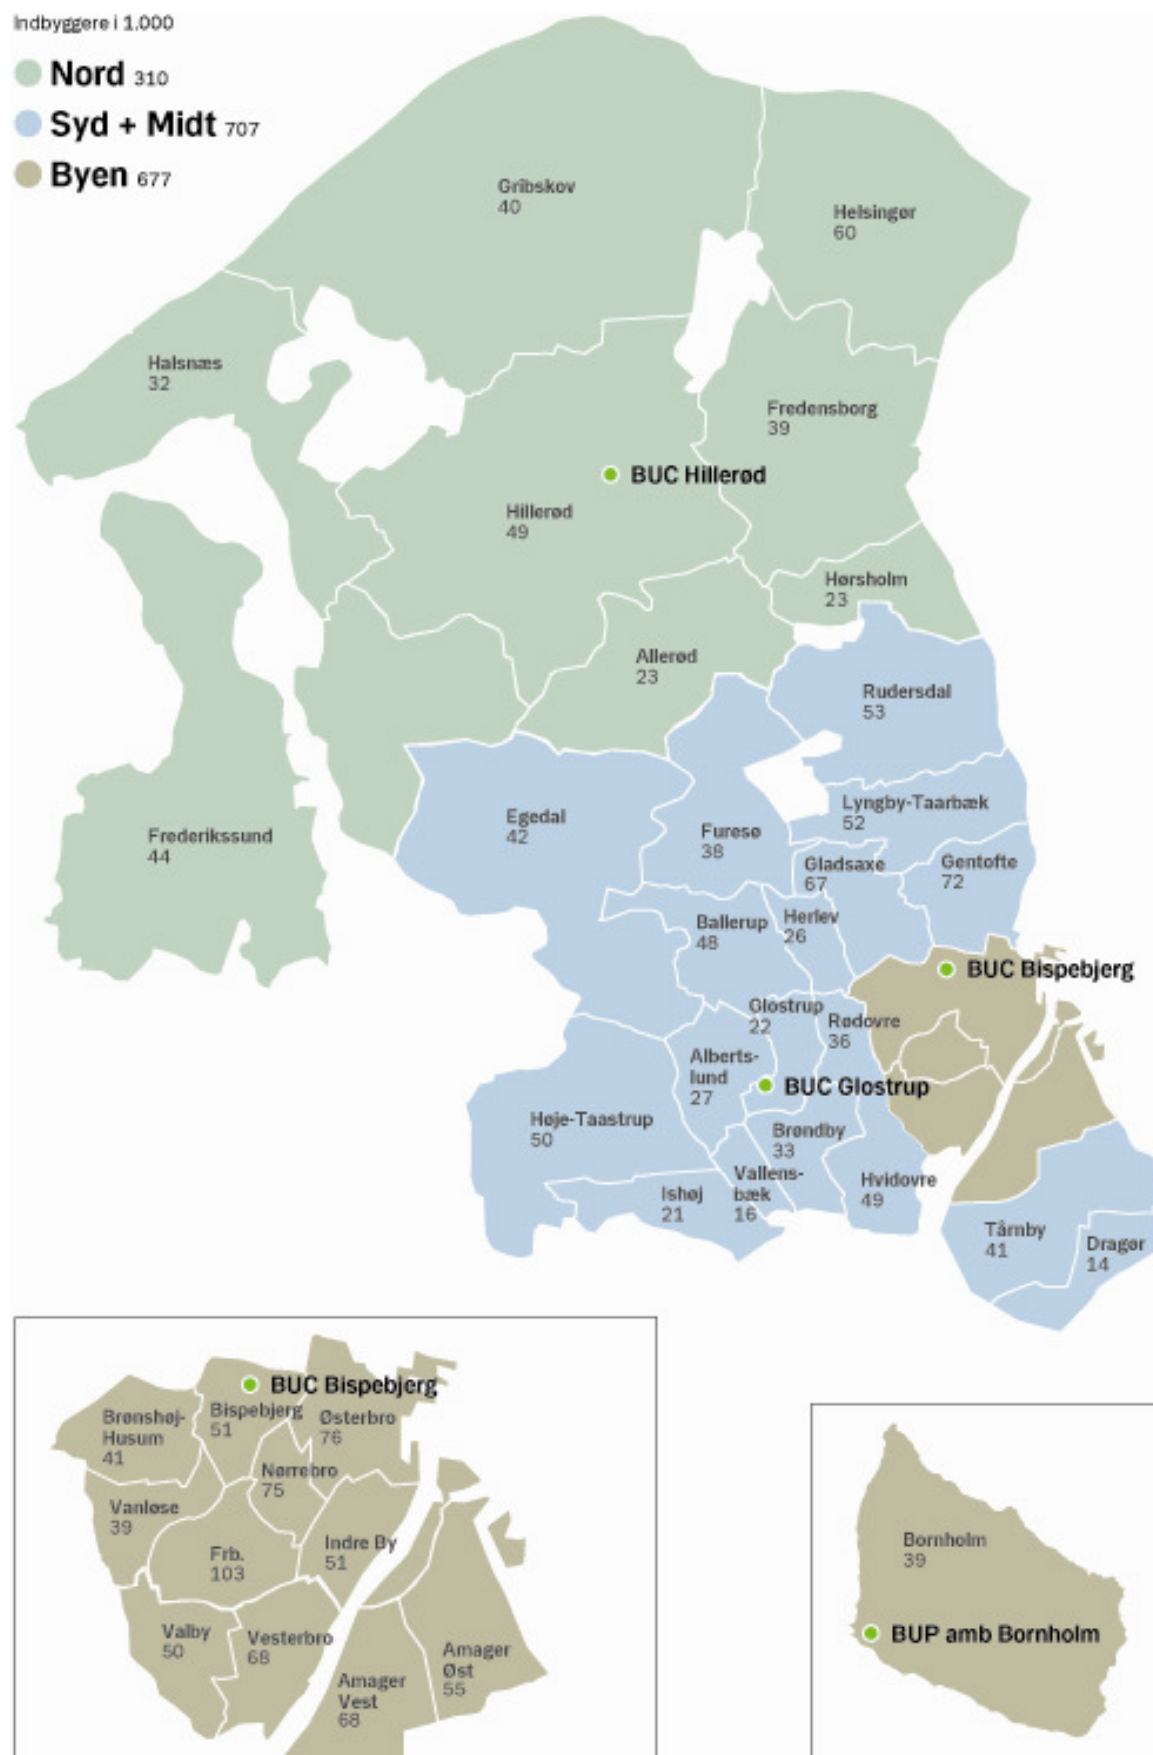 Indbyggere i 1.000
Nord 310
Syd + Midt 707
Byen 677
Gribskov
40
Helsingør
60
Halsnæs
32
Fredensborg
39
BUC Hillerød
Hillerød
49
Hørsholm
23
Allerød
23
Rudersdal
53
Egedal
42
Furesø
38
Lyngby-Taarbæk
52
Frederikssund
44
Gladsaxe
67
Gentofte
72
Ballerup
48
Herlev
26
BUC Bispebjerg
Glostrup
22
Rødovre
36
Alberts-
lund
27
BUC Glostrup
Høje-Taastrup
50
Brøndby
33
Vallens-
bæk
16
Ishøj
21
Hvidovre
49
Tårnby
41
Dragør
14
BUC Bispebjerg
Brønshøj-
Husum
41
Bispebjerg
51
Østerbro
76
Nørrebro
75
Vanløse
39
Frb.
103
Indre By
51
Valby
50
Vesterbro
68
Amager
Vest
68
Amager
Øst
55
Bornholm
39
BUP amb Bornholm